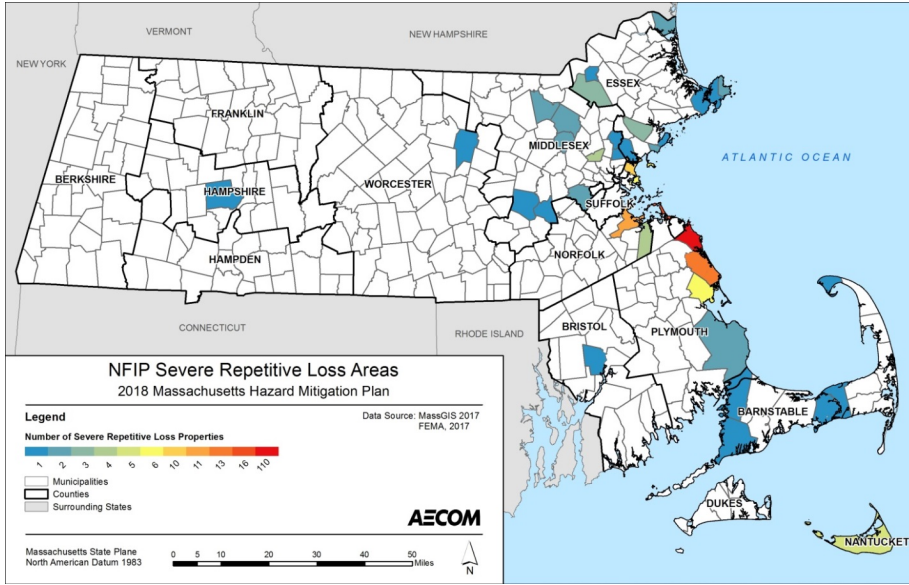 VERMONT
NEW HAMPSHIRE
NEW YORK
ESSEX
FRANKLIN
MIDDLESEX
ATLANTIC OCEAN
BERKSHIRE
HAMPSHIRE
WORCESTER
SUFFOLK
HAMPDEN
NORFOLK
CONNECTICUT
RHODE ISLAND
BRISTOL
PLYMOUTH
BARNSTABLE
DUKES
NANTUCKET
NFIP Severe Repetitive Loss Areas
2018 Massachusetts Hazard Mitigation Plan
Legend
Data Source: MassGIS 2017
FEMA, 2017
Number of Severe Repetitive Loss Properties
1 2 3 4 5 6 10 11 13 16 110
Municipalities
Counties
Surrounding States
AECOM
Massachusetts State Plane
North American Datum 1983
0 5 10 20 30 40 50
Miles
N